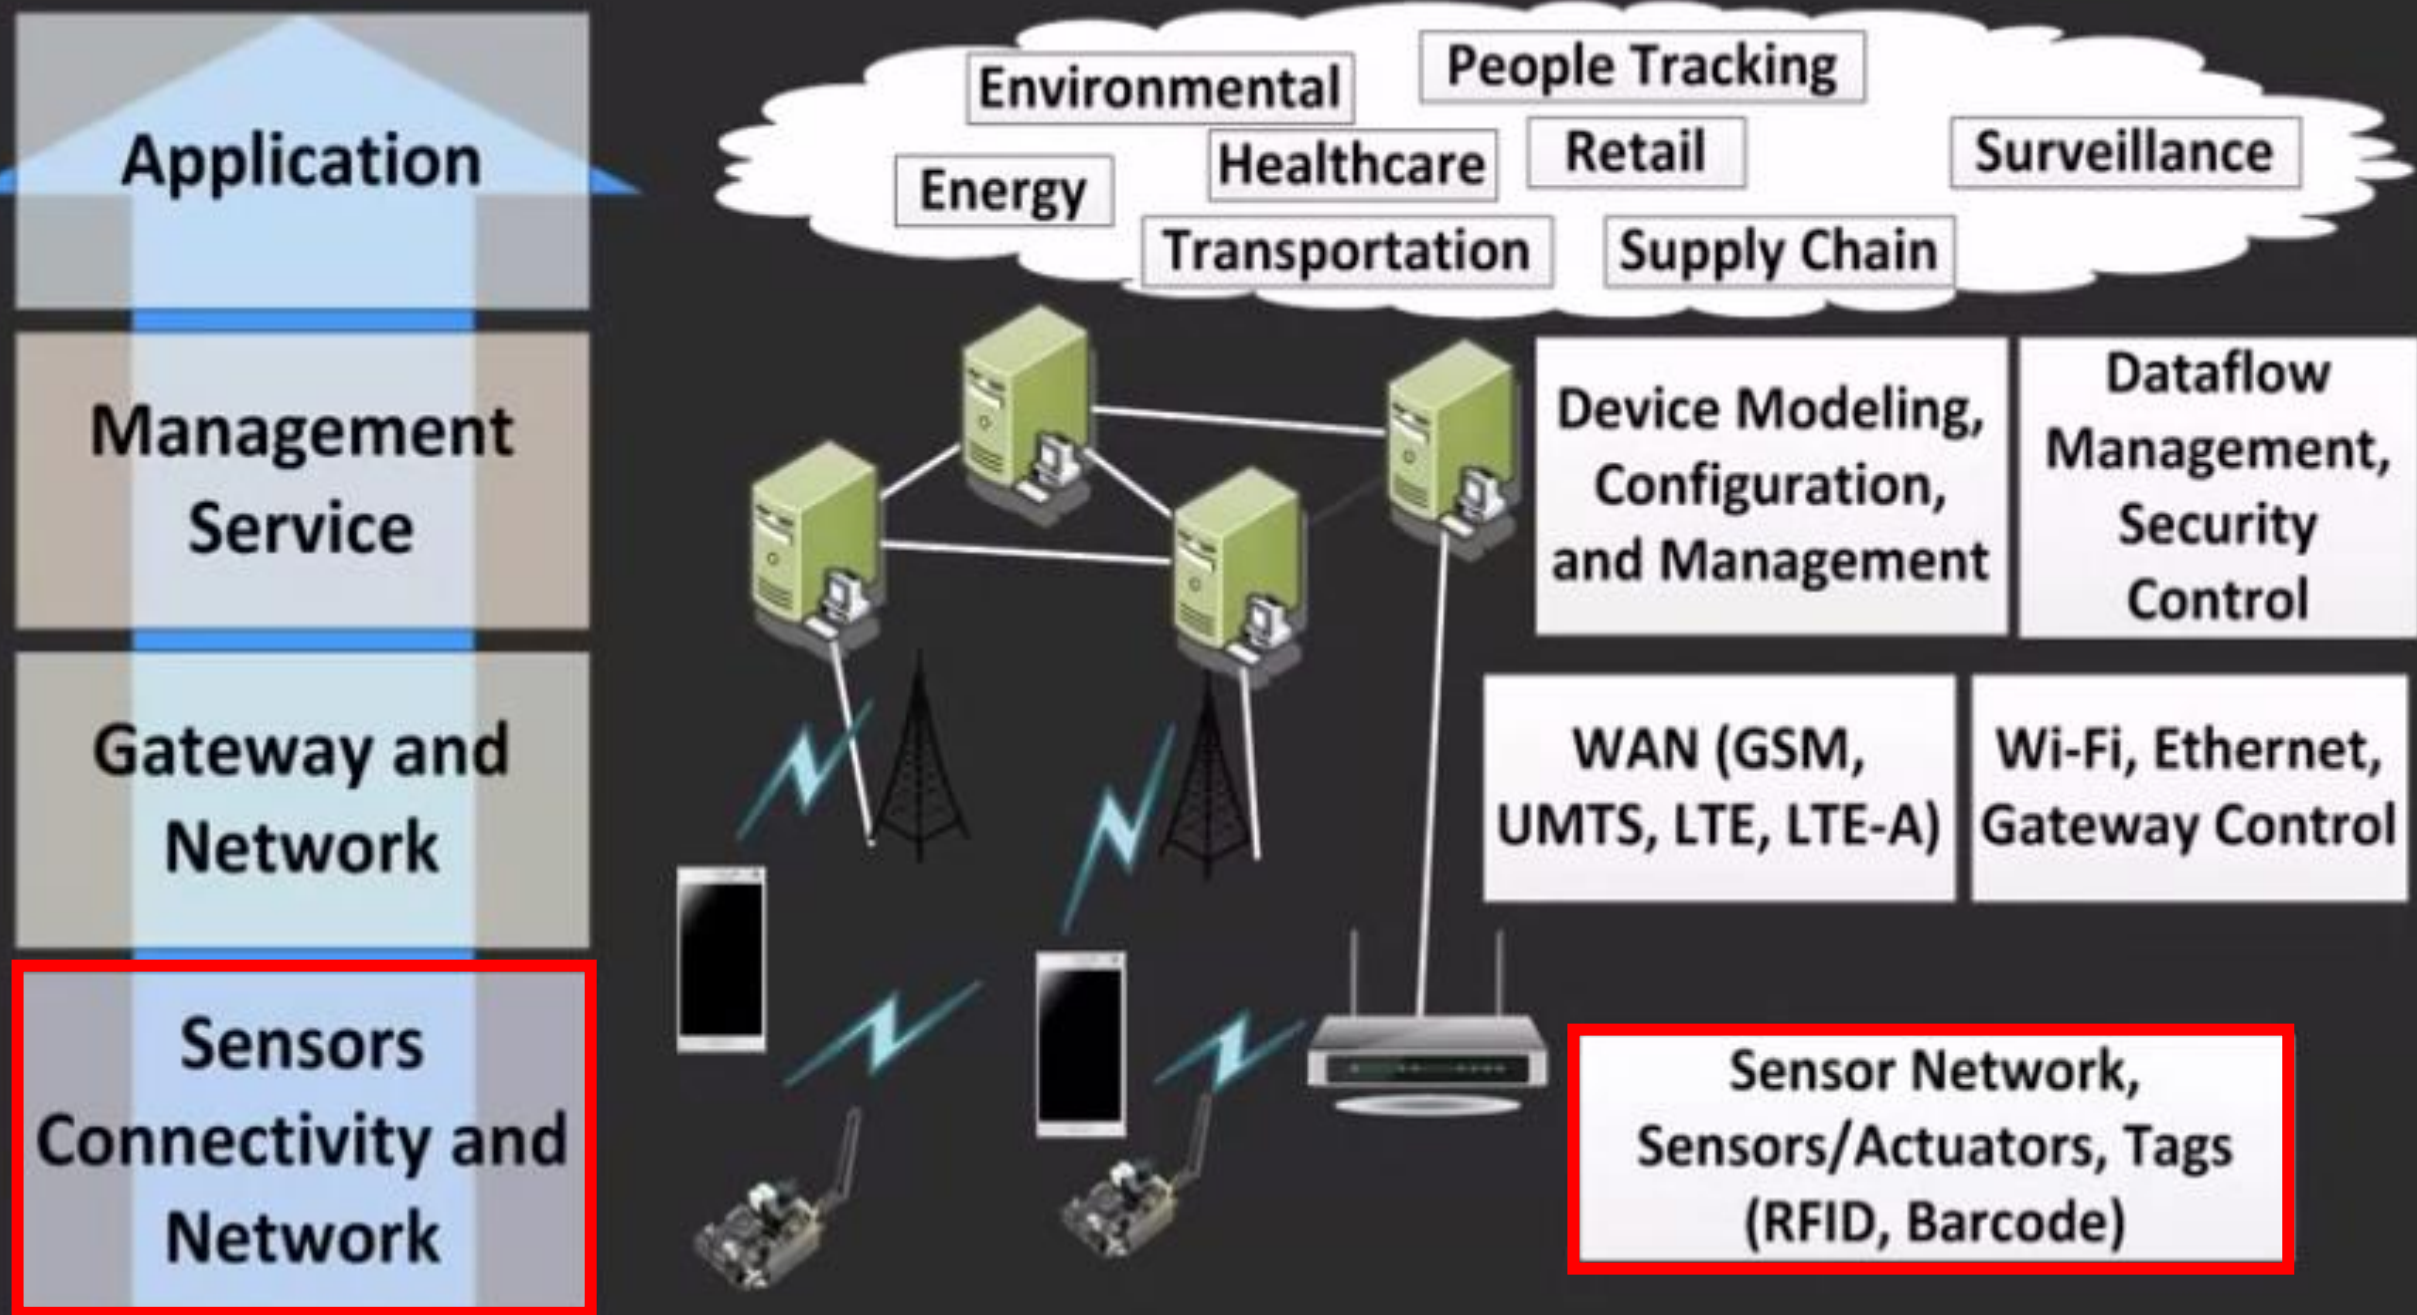 Application
Environmental
People Tracking
Energy
Healthcare
Retail
Surveillance
Transportation
Supply Chain
Management
Service
Device Modeling,
Configuration,
and Management
Dataflow
Management,
Security
Control
Gateway and
Network
WAN (GSM,
UMTS, LTE, LTE-A)
Wi-Fi, Ethernet,
Gateway Control
Sensors
Connectivity and
Network
Sensor Network,
Sensors/Actuators, Tags
(RFID, Barcode)